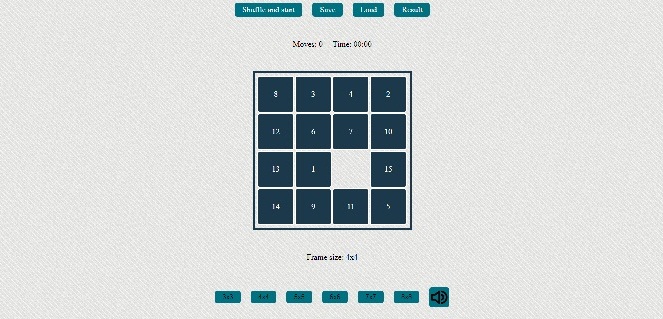 Shuffle and start Save Load Result
Moves: 0 Time: 00:00
8 3 4 2
12 6 7 10
13 1 15
14 9 11 5
Frame size: 4x4
3x3 4x4 5x5 6x6 7x7 8x8